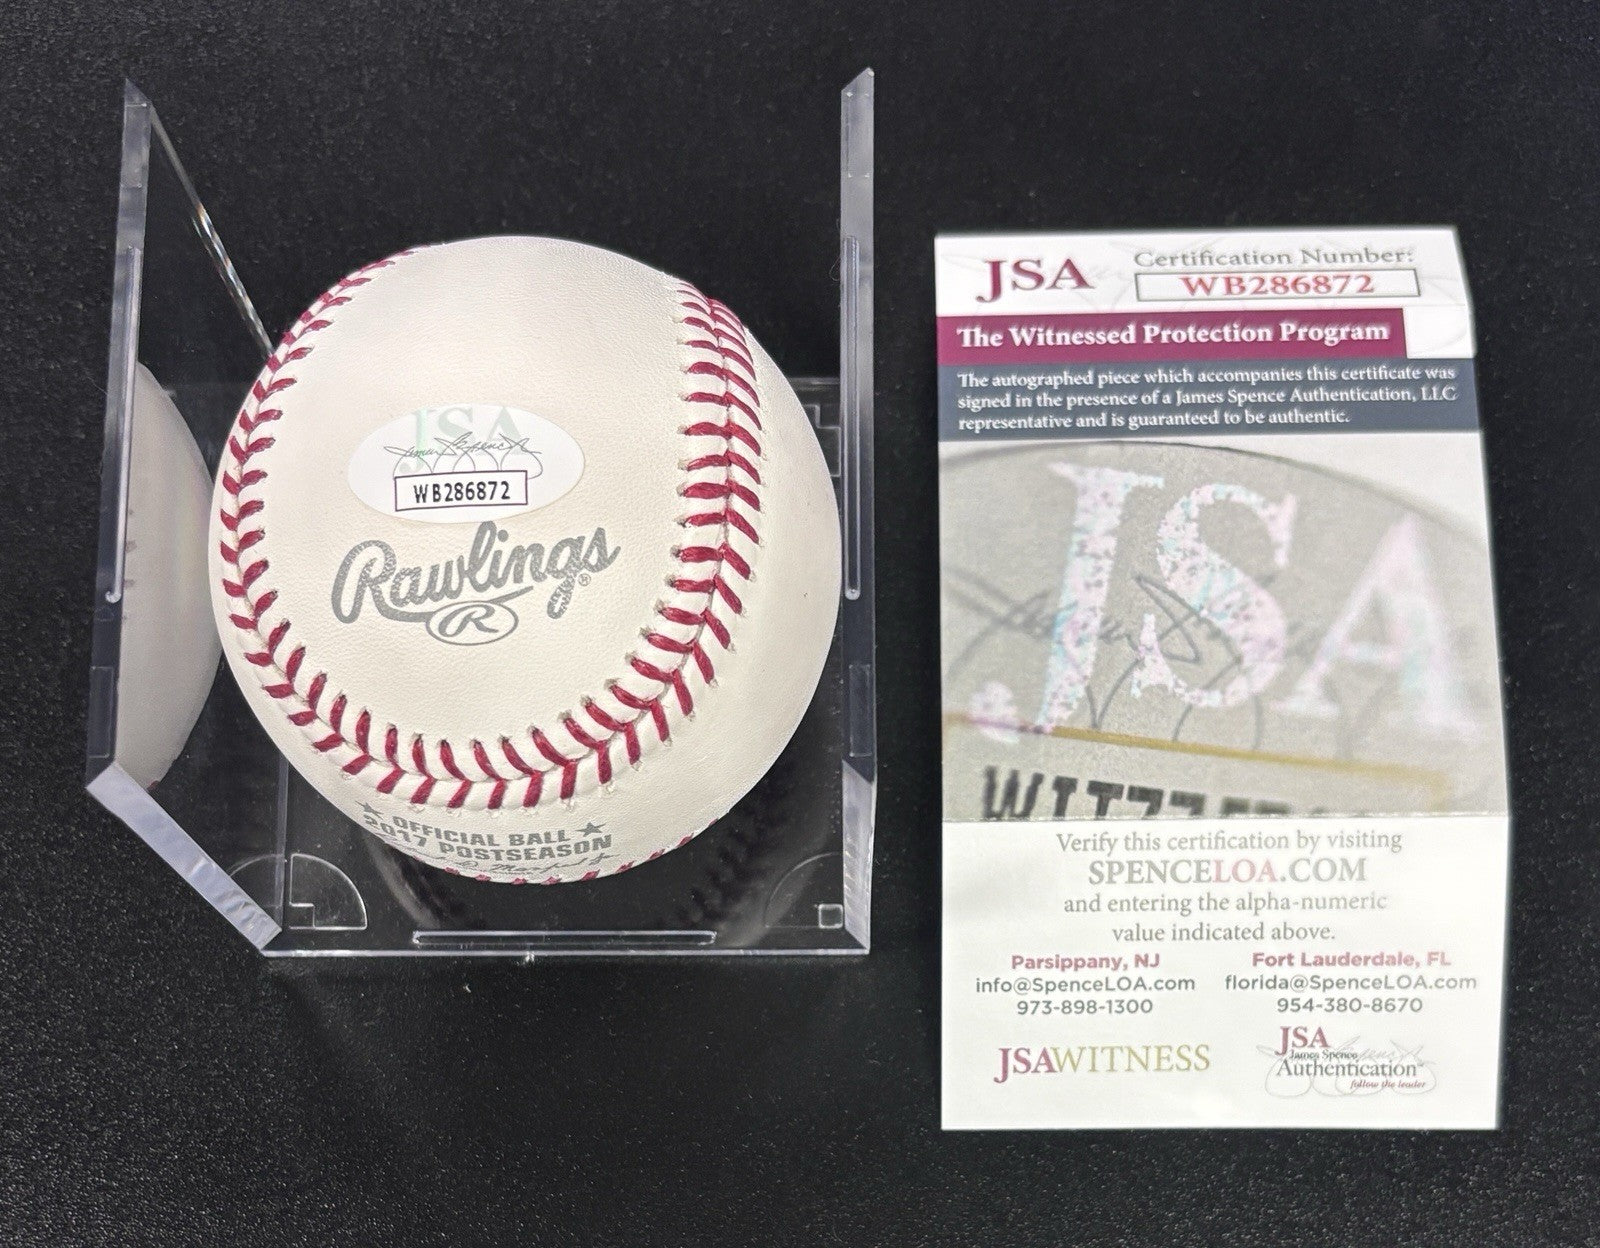 JSA
WB286872
Rawlings®
R
OFFICIAL BALL
2017 POSTSEASON
JSA
Certification Number:
WB286872
The Witnessed Protection Program
The autographed piece which accompanies this certificate was
signed in the presence of a James Spence Authentication, LLC
representative and is guaranteed to be authentic.
JSA
Verify this certification by visiting
SPENCELOA.COM
and entering the alpha-numeric
value indicated above.
Parsippany, NJ
info@SpenceLOA.com
973-898-1300
Fort Lauderdale, FL
florida@SpenceLOA.com
954-380-8670
JSAWITNESS
JSA
James Spence
Authentication
follow the leader